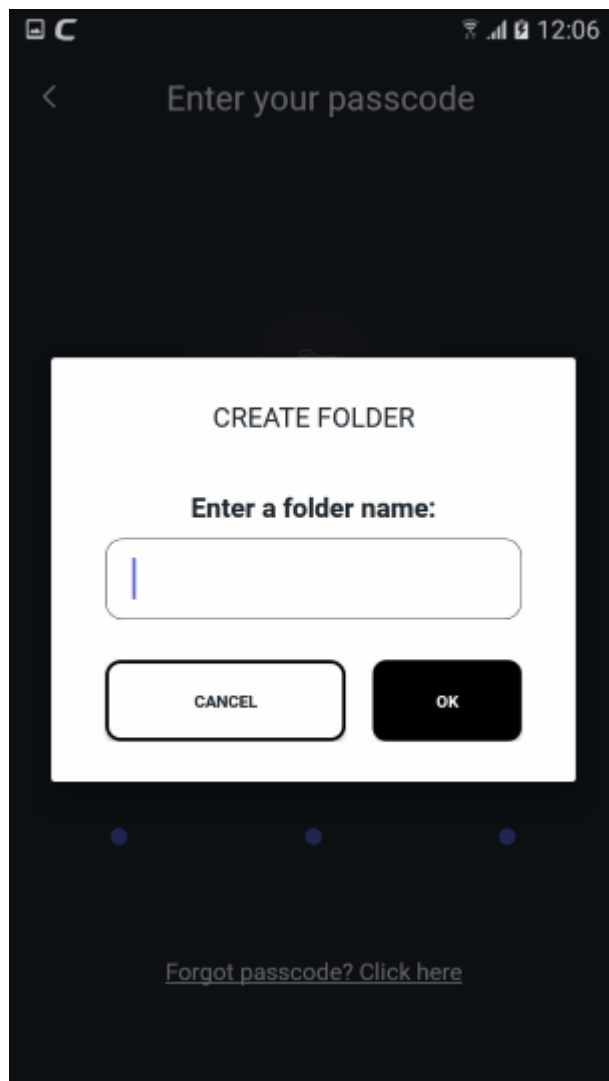 12:06
Enter your passcode
CREATE FOLDER
Enter a folder name:
CANCEL OK
Forgot passcode? Click here